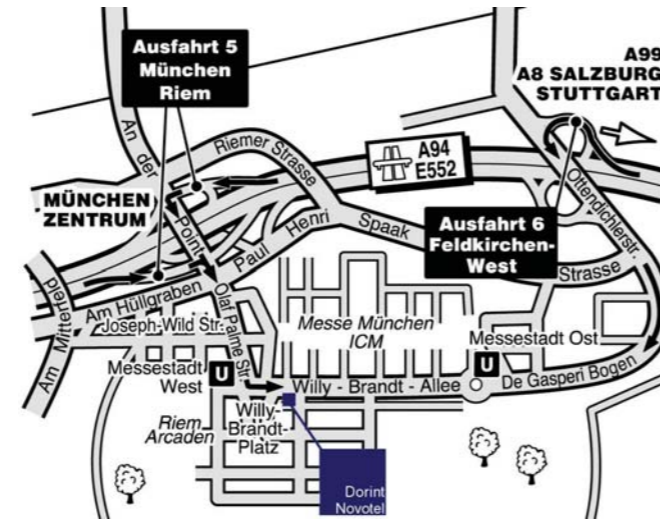 Ausfahrt 5
München
Riem
A99
A8 SALZBURG
STUTTGART
An der
Point
Riemer Strasse
A94
E552
Ottendichlerstr.
MÜNCHEN
ZENTRUM
Paul Henri Spaak Strasse
Ausfahrt 6
Feldkirchen-
West
Am Mitterfeld
Am Hüllgraben
Olaf Palme Str.
Joseph-Wild Str.
Messe München
ICM
Messestadt Ost
U
Messestadt
West
U
Willy - Brandt - Allee
De Gasperi Bogen
Riem
Arcaden
Willy-
Brandt-
Platz
Dorint
Novotel